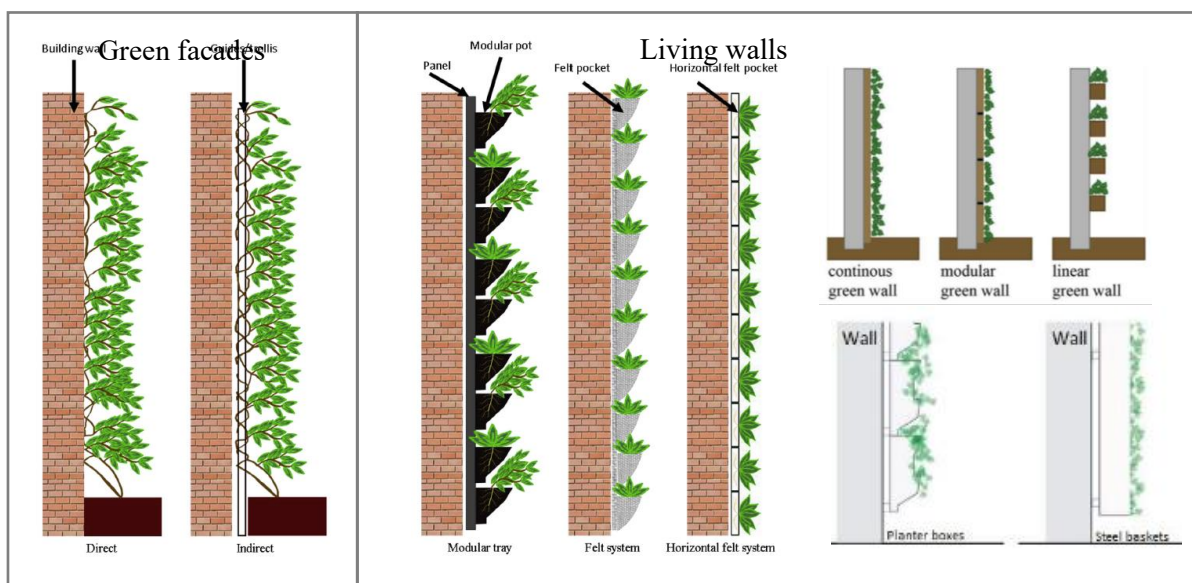 Green facades
Building wall
Guides/trellis
Direct
Indirect
Living walls
Modular pot
Panel
Felt pocket
Horizontal felt pocket
Modular tray
Felt system
Horizontal felt system
continous
green wall
modular
green wall
linear
green wall
Wall
Planter boxes
Wall
Steel baskets